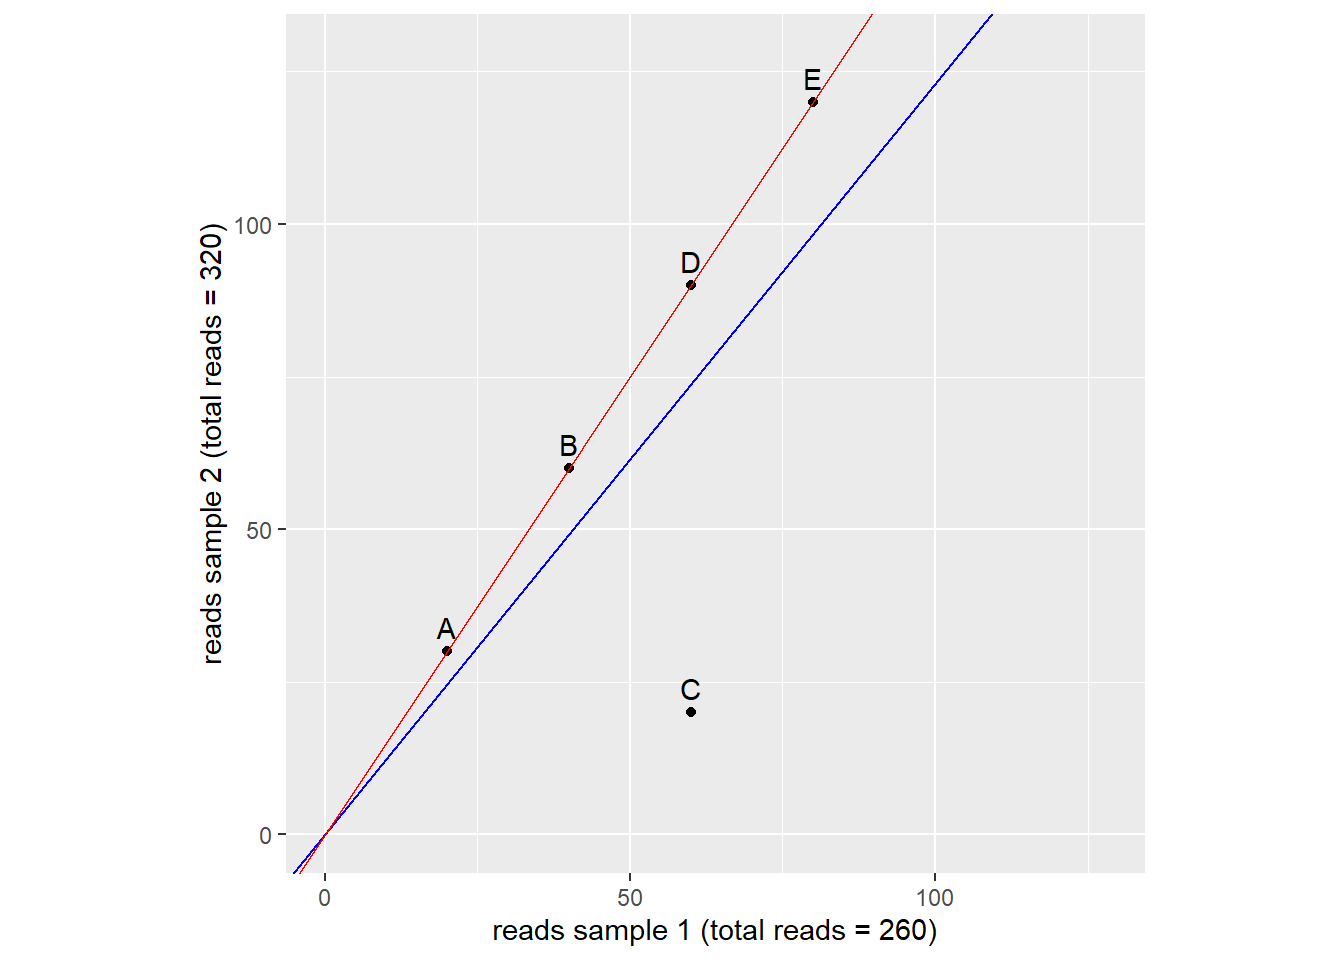 E
D
B
A
C
100
50
0
0
50
100
reads sample 1 (total reads = 260)
reads sample 2 (total reads = 320)